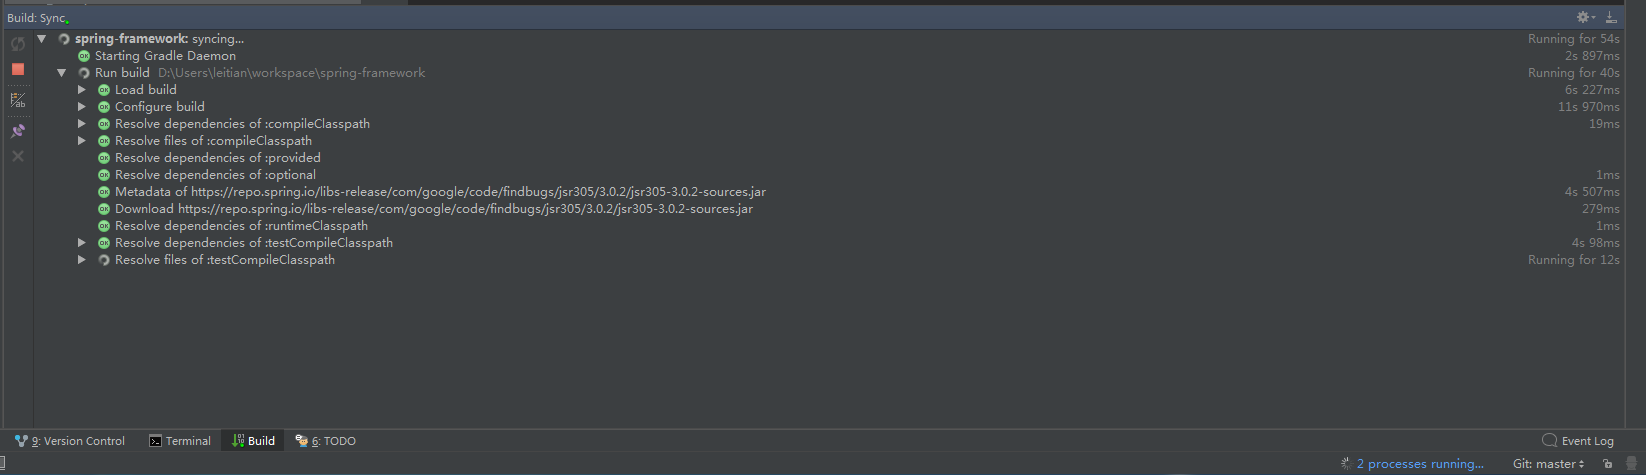 Build: Sync
spring-framework: syncing... Running for 54s
Starting Gradle Daemon 2s 897ms
Run build D:\Users\leitian\workspace\spring-framework Running for 40s
Load build 6s 227ms
Configure build 11s 970ms
Resolve dependencies of :compileClasspath 19ms
Resolve files of :compileClasspath
Resolve dependencies of :provided
Resolve dependencies of :optional 1ms
Metadata of https://repo.spring.io/libs-release/com/google/code/findbugs/jsr305/3.0.2/jsr305-3.0.2-sources.jar 4s 507ms
Download https://repo.spring.io/libs-release/com/google/code/findbugs/jsr305/3.0.2/jsr305-3.0.2-sources.jar 279ms
Resolve dependencies of :runtimeClasspath 1ms
Resolve dependencies of :testCompileClasspath 4s 98ms
Resolve files of :testCompileClasspath Running for 12s
9: Version Control Terminal Build 6: TODO Event Log
2 processes running... Git: master